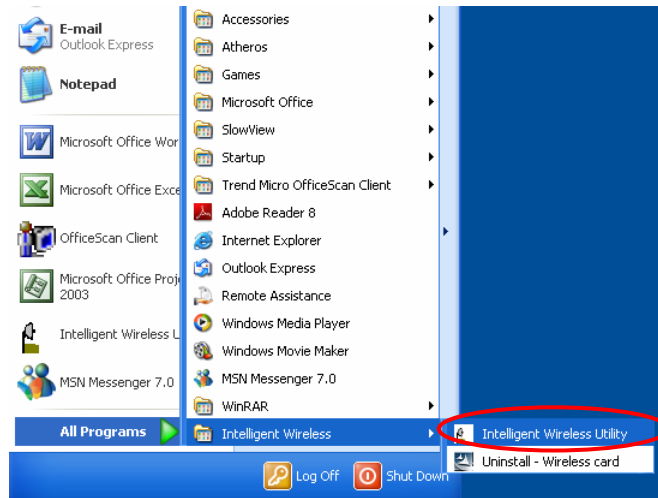 E-mail
Outlook Express
Notepad
Microsoft Office Wor
Microsoft Office Exce
OfficeScan Client
Microsoft Office Proj
2003
Intelligent Wireless U
MSN Messenger 7.0
All Programs
Accessories
Atheros
Games
Microsoft Office
SlowView
Startup
Trend Micro OfficeScan Client
Adobe Reader 8
Internet Explorer
Outlook Express
Remote Assistance
Windows Media Player
Windows Movie Maker
MSN Messenger 7.0
WinRAR
Intelligent Wireless
Intelligent Wireless Utility
Uninstall - Wireless card
Log Off
Shut Down